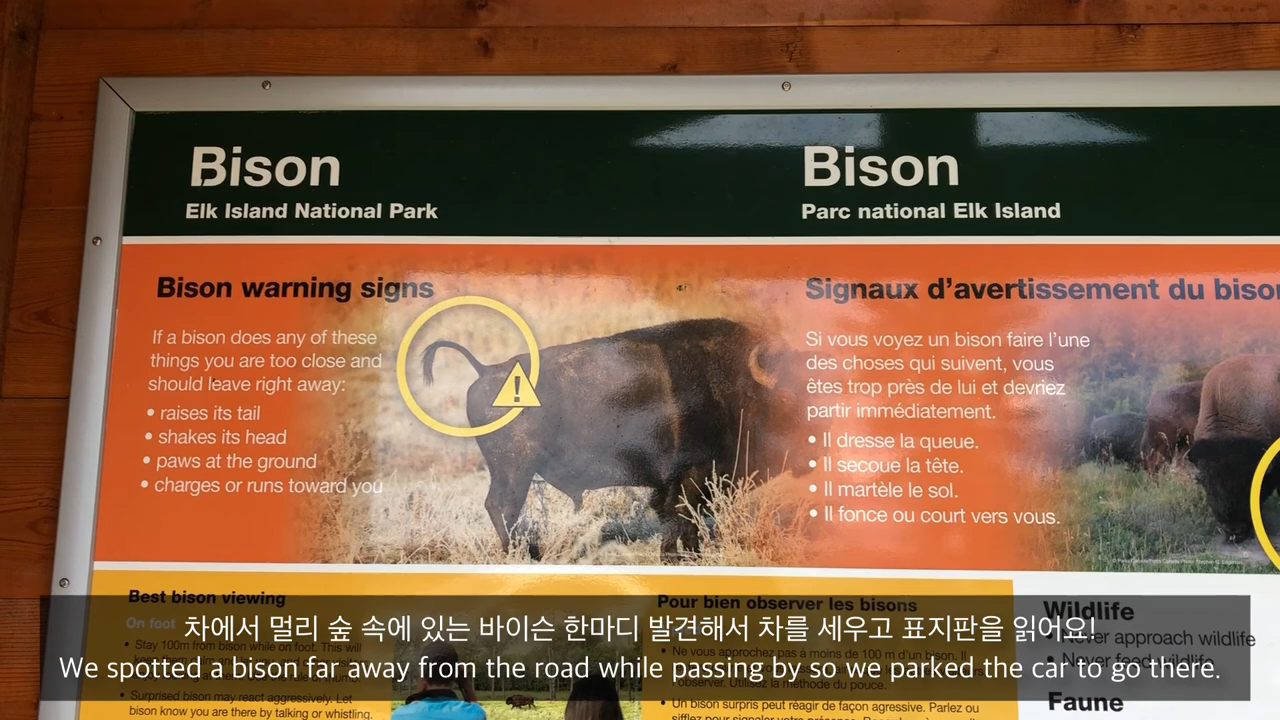 Bison
Elk Island National Park
Bison
Parc national Elk Island
Bison warning signs
If a bison does any of these
things you are too close and
should leave right away:
• raises its tail
• shakes its head
• paws at the ground
• charges or runs toward you
Signaux d'avertissement du bison
Si vous voyez un bison faire l'une
des choses qui suivent, vous
êtes trop près de lui et devriez
partir immédiatement.
• Il dresse la queue.
• Il secoue la tête.
• Il martèle le sol.
• Il fonce ou court vers vous.
Best bison viewing
On foot
• Stay 100m from bison while on foot. This will
• Surprised bison may react aggressively. Let
bison know you are there by talking or whistling.
Pour bien observer les bisons
• Ne vous approchez pas à moins de 100 m d'un bison. Il
l'observer. Utilisez la méthode du pouce.
• Un bison surpris peut réagir de façon agressive. Parlez ou
Wildlife
• Never approach wildlife
• Never feed wildlife
Faune
차에서 멀리 숲 속에 있는 바이슨 한마디 발견해서 차를 세우고 표지판을 읽어요!
We spotted a bison far away from the road while passing by so we parked the car to go there.